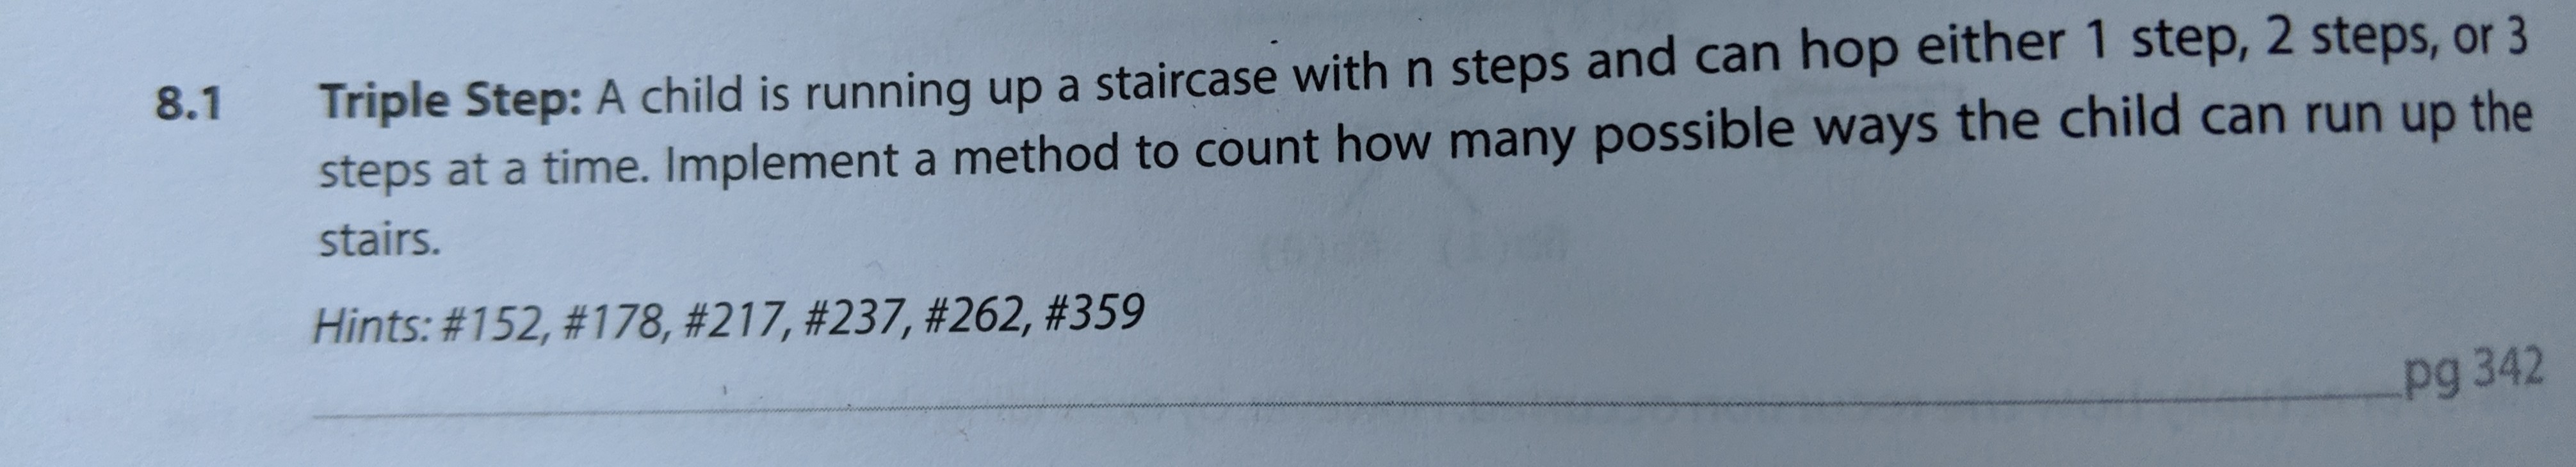 8.1 Triple Step: A child is running up a staircase with n steps and can hop either 1 step, 2 steps, or 3
steps at a time. Implement a method to count how many possible ways the child can run up the
stairs.
Hints: #152, #178, #217, #237, #262, #359
pg 342